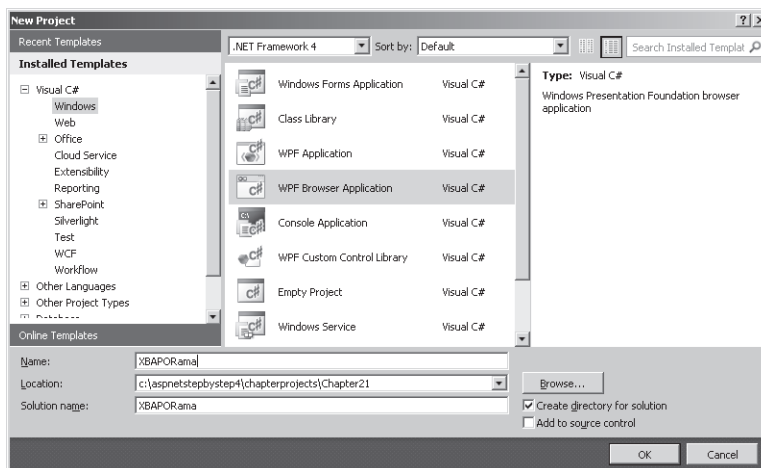 New Project
Recent Templates
Installed Templates
Visual C#
Windows
Web
Office
Cloud Service
Extensibility
Reporting
SharePoint
Silverlight
Test
WCF
Workflow
Other Languages
Other Project Types
Database
Online Templates
.NET Framework 4
Sort by: Default
Search Installed Templat
Windows Forms Application Visual C#
Class Library Visual C#
WPF Application Visual C#
WPF Browser Application Visual C#
Console Application Visual C#
WPF Custom Control Library Visual C#
Empty Project Visual C#
Windows Service Visual C#
Type: Visual C#
Windows Presentation Foundation browser
application
Name: XBAPORama
Location: c:\aspnetstepbystep4\chapterprojects\Chapter21
Browse...
Solution name: XBAPORama
Create directory for solution
Add to source control
OK
Cancel